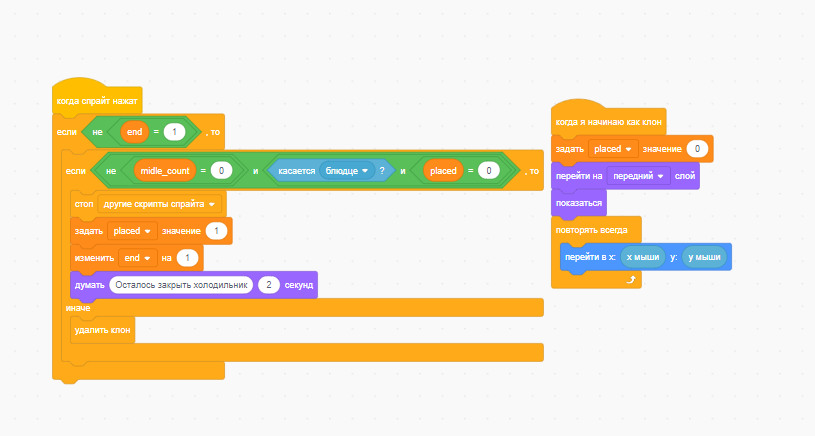 когда спрайт нажат
если не end = 1 , то
если не midle_count = 0 и касается блюдце ? и placed = 0 , то
стоп другие скрипты спрайта
задать placed значение 1
изменить end на 1
думать Осталось закрыть холодильник 2 секунд
иначе
удалить клон
когда я начинаю как клон
задать placed значение 0
перейти на передний слой
показаться
повторять всегда
перейти в x: x мыши y: y мыши